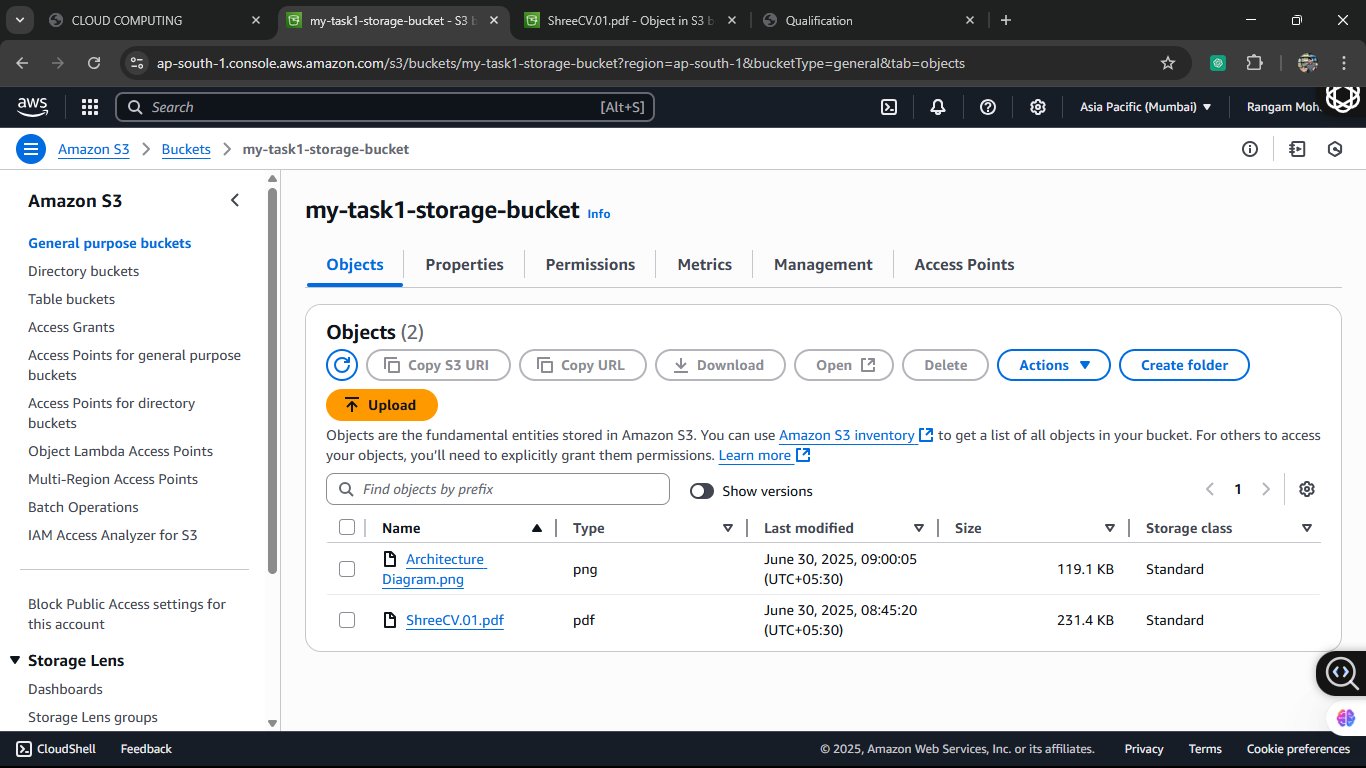 CLOUD COMPUTING
my-task1-storage-bucket - S3 b
ShreeCV.01.pdf - Object in S3 b
Qualification
ap-south-1.console.aws.amazon.com/s3/buckets/my-task1-storage-bucket?region=ap-south-1&bucketType=general&tab=objects
aws
Search
[Alt+S]
Asia Pacific (Mumbai)
Rangam Moh
Amazon S3
Buckets
my-task1-storage-bucket
Amazon S3
General purpose buckets
Directory buckets
Table buckets
Access Grants
Access Points for general purpose
buckets
Access Points for directory
buckets
Object Lambda Access Points
Multi-Region Access Points
Batch Operations
IAM Access Analyzer for S3
Block Public Access settings for
this account
Storage Lens
Dashboards
Storage Lens groups
my-task1-storage-bucket Info
Objects
Properties
Permissions
Metrics
Management
Access Points
Objects (2)
Copy S3 URI
Copy URL
Download
Open
Delete
Actions
Create folder
Upload
Objects are the fundamental entities stored in Amazon S3. You can use Amazon S3 inventory to get a list of all objects in your bucket. For others to access
your objects, you'll need to explicitly grant them permissions. Learn more
Find objects by prefix
Show versions
1
Name
Type
Last modified
Size
Storage class
Architecture
Diagram.png
png
June 30, 2025, 09:00:05
(UTC+05:30)
119.1 KB
Standard
ShreeCV.01.pdf
pdf
June 30, 2025, 08:45:20
(UTC+05:30)
231.4 KB
Standard
CloudShell
Feedback
© 2025, Amazon Web Services, Inc. or its affiliates.
Privacy
Terms
Cookie preferences